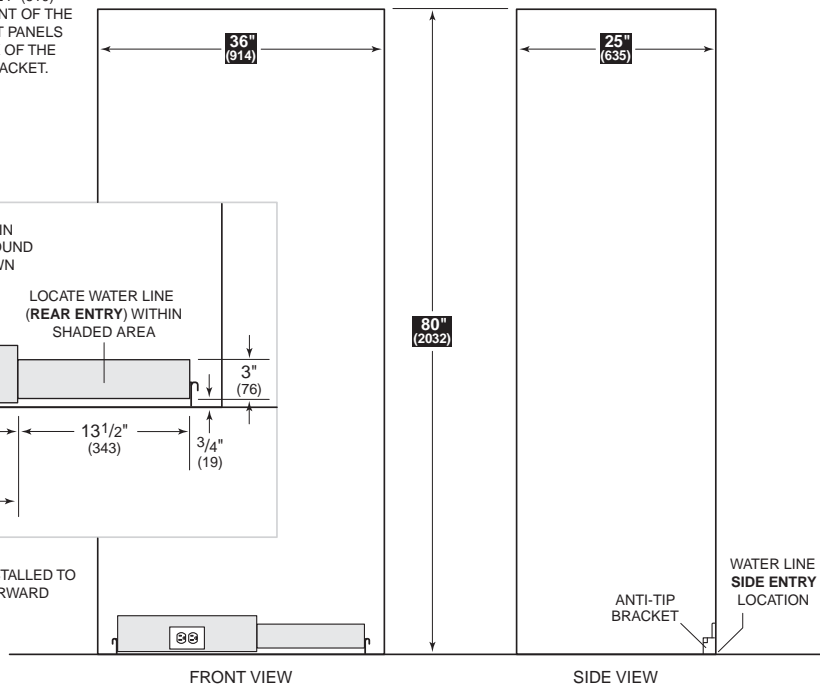 NT OF THE
T PANELS
OF THE
ACKET.
36"
(914)
25"
(635)
IN
OUND
WN
LOCATE WATER LINE
(REAR ENTRY) WITHIN
SHADED AREA
80"
(2032)
3"
(76)
13 1/2"
(343)
3/4"
(19)
TALLED TO
RWARD
ANTI-TIP
BRACKET
WATER LINE
SIDE ENTRY
LOCATION
FRONT VIEW
SIDE VIEW